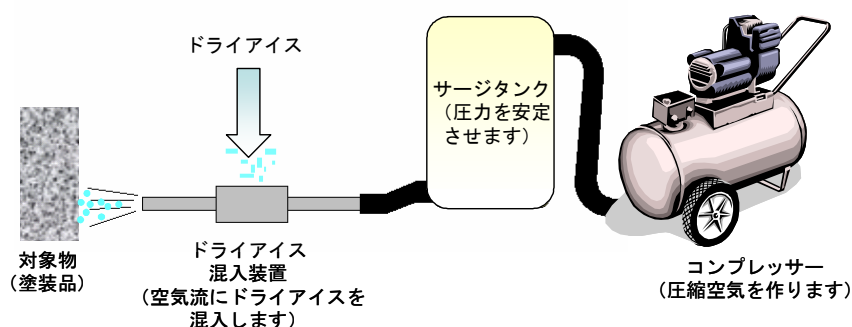 ドライアイス
サージタンク
（圧力を安定
させます）
対象物
（塗装品）
ドライアイス
混入装置
（空気流にドライアイスを
混入します）
コンプレッサー
（圧縮空気を作ります）